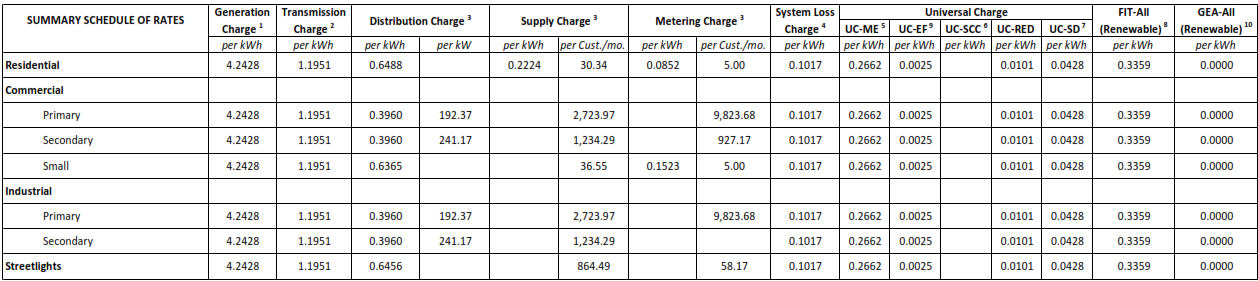 SUMMARY SCHEDULE OF RATES Generation Charge 1 Transmission Charge 2 Distribution Charge 3 Supply Charge 3 Metering Charge 3 System Loss Charge 4 Universal Charge FIT-All (Renewable) 8 GEA-All (Renewable) 10
UC-ME 5 UC-EF 9 UC-SCC 6 UC-RED UC-SD 7
per kWh per kWh per kWh per kW per kWh per Cust./mo. per kWh per Cust./mo. per kWh per kWh per kWh per kWh per kWh per kWh per kWh per kWh
Residential 4.2428 1.1951 0.6488 0.2224 30.34 0.0852 5.00 0.1017 0.2662 0.0025 0.0101 0.0428 0.3359 0.0000
Commercial
Primary 4.2428 1.1951 0.3960 192.37 2,723.97 9,823.68 0.1017 0.2662 0.0025 0.0101 0.0428 0.3359 0.0000
Secondary 4.2428 1.1951 0.3960 241.17 1,234.29 927.17 0.1017 0.2662 0.0025 0.0101 0.0428 0.3359 0.0000
Small 4.2428 1.1951 0.6365 36.55 0.1523 5.00 0.1017 0.2662 0.0025 0.0101 0.0428 0.3359 0.0000
Industrial
Primary 4.2428 1.1951 0.3960 192.37 2,723.97 9,823.68 0.1017 0.2662 0.0025 0.0101 0.0428 0.3359 0.0000
Secondary 4.2428 1.1951 0.3960 241.17 1,234.29 0.1017 0.2662 0.0025 0.0101 0.0428 0.3359 0.0000
Streetlights 4.2428 1.1951 0.6456 864.49 58.17 0.1017 0.2662 0.0025 0.0101 0.0428 0.3359 0.0000